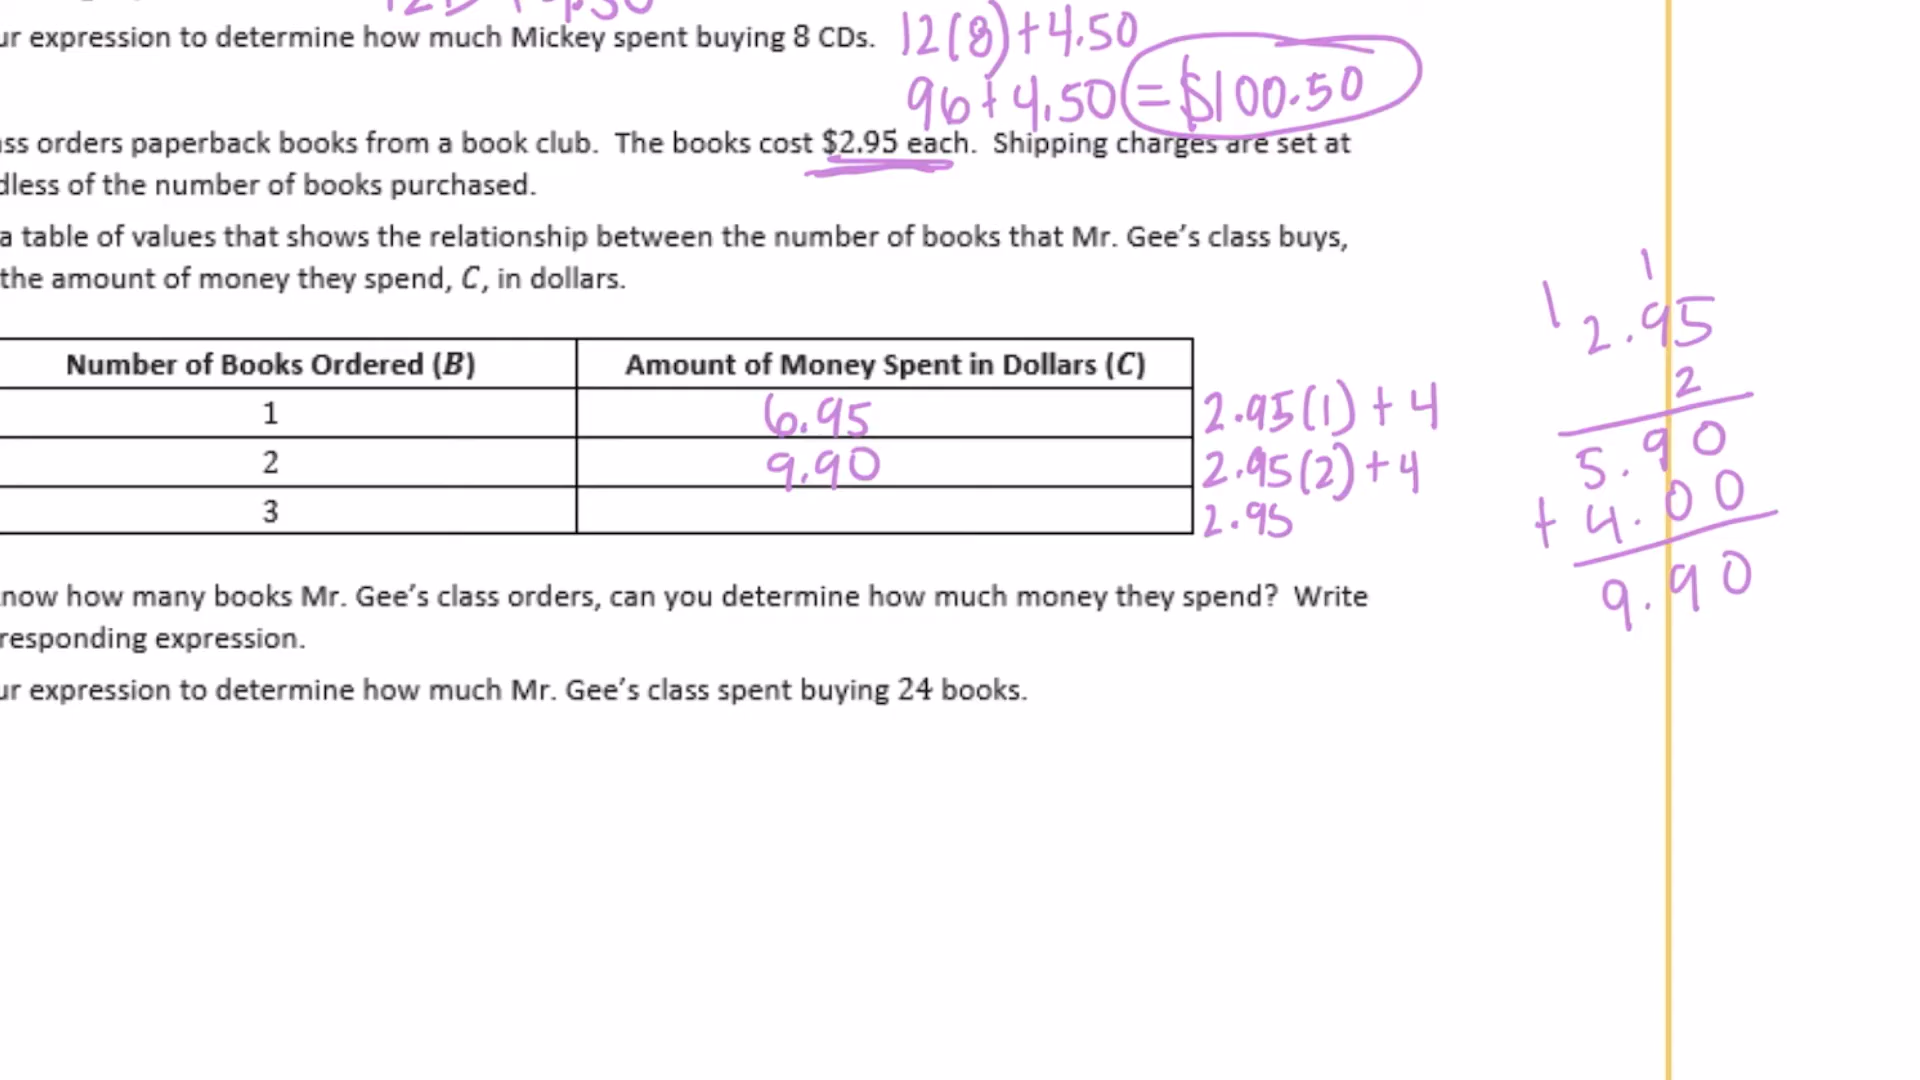 ur expression to determine how much Mickey spent buying 8 CDs. 12(8)+4.50
96+4.50=$100.50
ss orders paperback books from a book club. The books cost $2.95 each. Shipping charges are set at
dless of the number of books purchased.
a table of values that shows the relationship between the number of books that Mr. Gee's class buys,
the amount of money they spend, C, in dollars.
Number of Books Ordered (B) Amount of Money Spent in Dollars (C)
1 6.95 2.95(1)+4
2 9.90 2.95(2)+4
3 2.95
1
1
2.95
2
5.90
+ 4.00
9.90
now how many books Mr. Gee's class orders, can you determine how much money they spend? Write
responding expression.
ur expression to determine how much Mr. Gee's class spent buying 24 books.